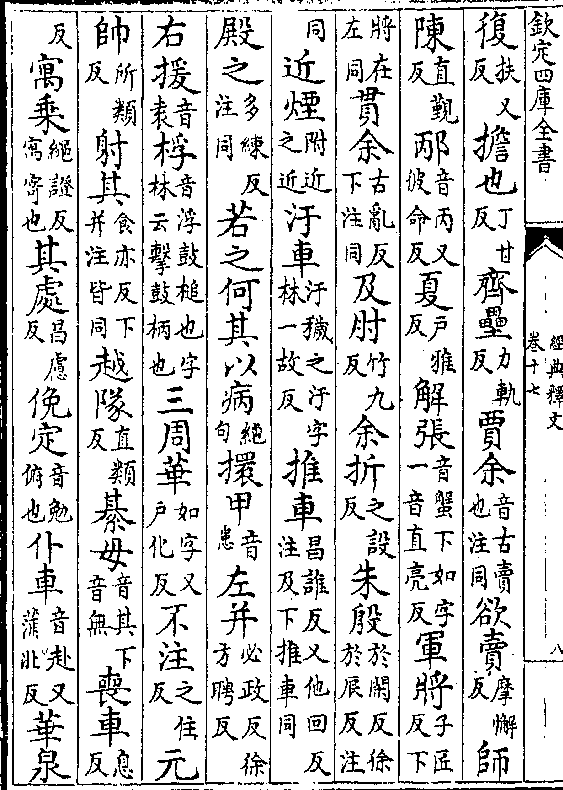 欽定四庫全書
經典釋文
卷十七
八
復扶又反擔也丁甘反齊壘力軌反賈余音古賣也注同欲賣摩懈反師
陳直覲反邴音丙又彼命反夏戶雅反解張音蟹下如字一音直亮反軍將子匠反下
將在左同貫余古亂反下注同及肘竹九反余折之設反朱殷於閑反徐於展反注
同近煙附近之近汙車汙穢之汙字林一故反推車昌誰反又他回反注及下推車同
殿之多練反注同若之何其以病絕句擐甲音患左并必政反徐方聘反
右援音袁桴音浮鼓槌也字林云擊鼓柄也三周華如字又戶化反不注之住反元
帥所類反射其食亦反下并注皆同越隊直類反綦毋音其下音無喪車息反
反寓乘繩證反寓寄也其處昌慮反俛定音勉俯也仆車音赴又蒲北反華泉